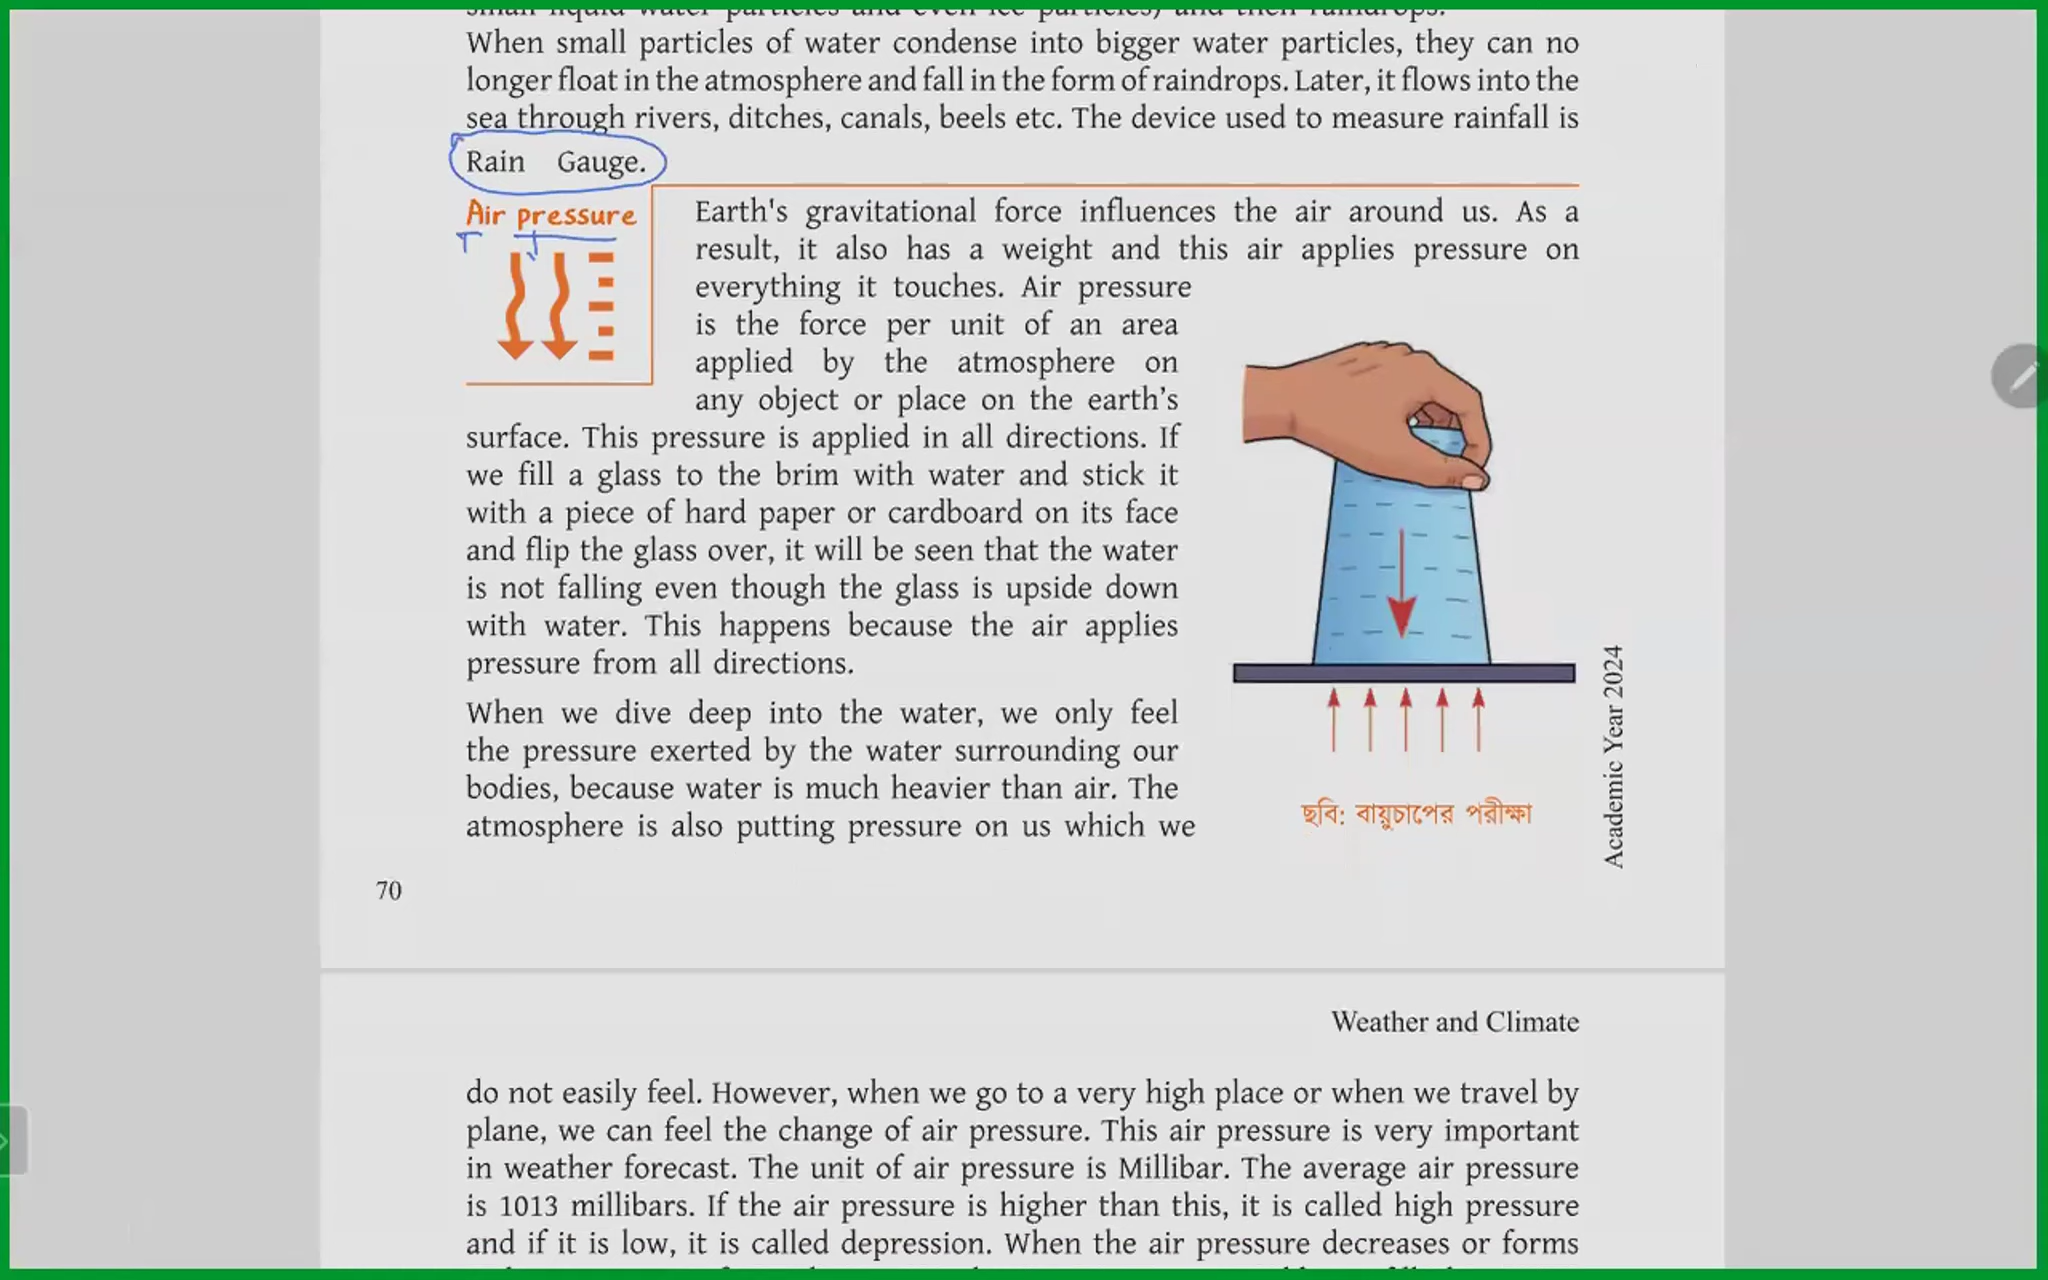 small liquid water particles and even ice particles) and then raindrops.
When small particles of water condense into bigger water particles, they can no
longer float in the atmosphere and fall in the form of raindrops. Later, it flows into the
sea through rivers, ditches, canals, beels etc. The device used to measure rainfall is
Rain Gauge.
Air pressure
Earth's gravitational force influences the air around us. As a
result, it also has a weight and this air applies pressure on
everything it touches. Air pressure
is the force per unit of an area
applied by the atmosphere on
any object or place on the earth’s
surface. This pressure is applied in all directions. If
we fill a glass to the brim with water and stick it
with a piece of hard paper or cardboard on its face
and flip the glass over, it will be seen that the water
is not falling even though the glass is upside down
with water. This happens because the air applies
pressure from all directions.
When we dive deep into the water, we only feel
the pressure exerted by the water surrounding our
bodies, because water is much heavier than air. The
atmosphere is also putting pressure on us which we
ছবি: বায়ুচাপের পরীক্ষা
Academic Year 2024
70
Weather and Climate
do not easily feel. However, when we go to a very high place or when we travel by
plane, we can feel the change of air pressure. This air pressure is very important
in weather forecast. The unit of air pressure is Millibar. The average air pressure
is 1013 millibars. If the air pressure is higher than this, it is called high pressure
and if it is low, it is called depression. When the air pressure decreases or forms